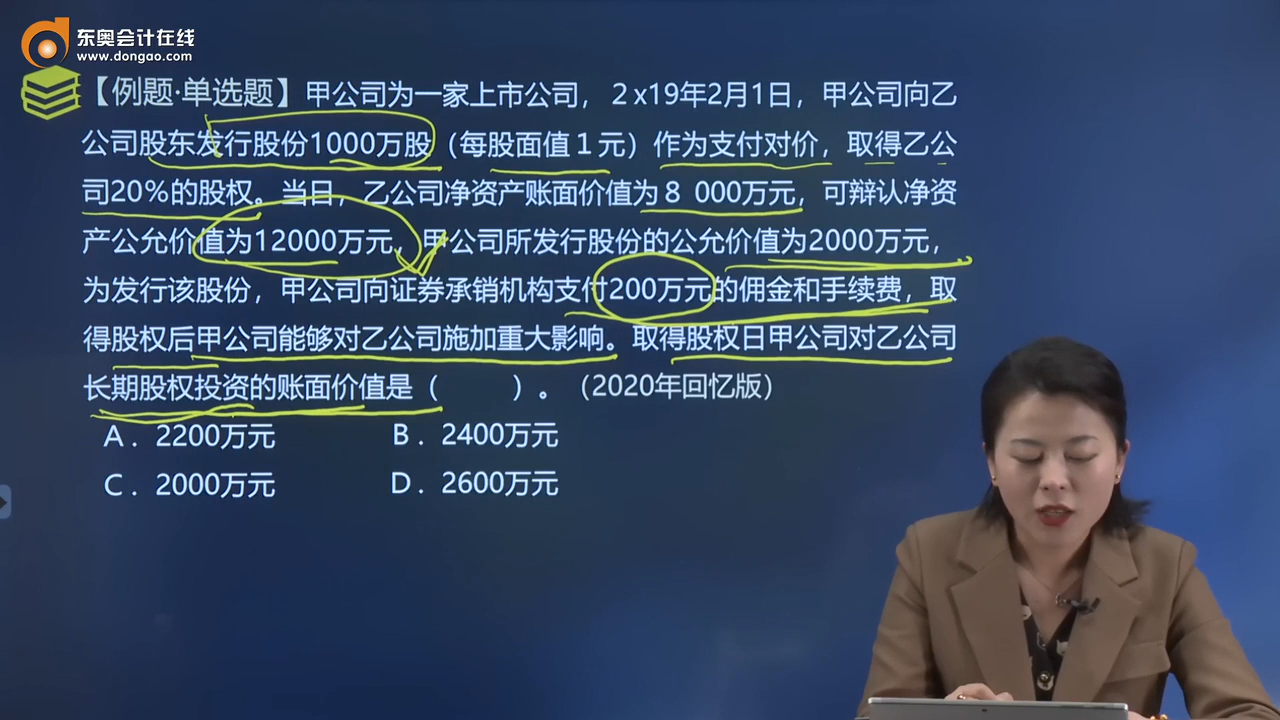 东奥会计在线
www.dongao.com
【例题·单选题】甲公司为一家上市公司，2x19年2月1日，甲公司向乙
公司股东发行股份1000万股（每股面值1元）作为支付对价，取得乙公
司20%的股权。当日，乙公司净资产账面价值为8 000万元，可辩认净资
产公允价值为12000万元，甲公司所发行股份的公允价值为2000万元，
为发行该股份，甲公司向证券承销机构支付200万元的佣金和手续费，取
得股权后甲公司能够对乙公司施加重大影响。取得股权日甲公司对乙公司
长期股权投资的账面价值是（ ）。（2020年回忆版）
A．2200万元 B．2400万元
C．2000万元 D．2600万元